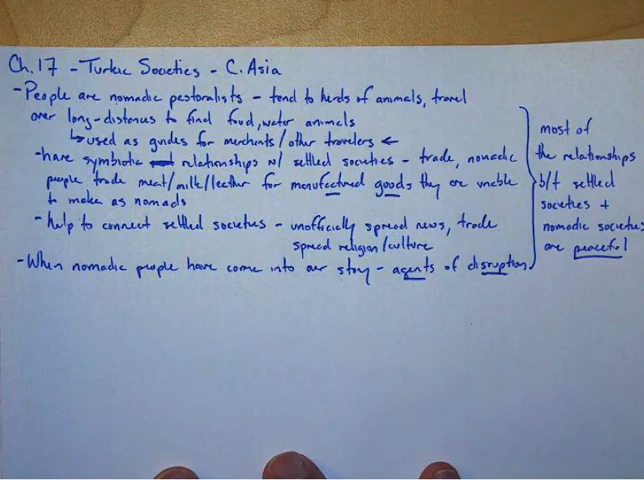 Ch. 17 - Turkic Societies - C. Asia
- People are nomadic pastoralists - tend to herds of animals, travel
over long-distances to find food, water animals
↳ used as guides for merchants/other travelers ←
- have symbiotic relationships w/ settled societies - trade, nomadic
people trade meat/milk/leather for manufactured goods they are unable
to make as nomads
- help to connect settled societies - unofficially spread news, trade
spread religion/culture
- When nomadic people have come into our story - agents of disruption
most of
the relationships
b/t settled
societies +
nomadic societies
are peaceful